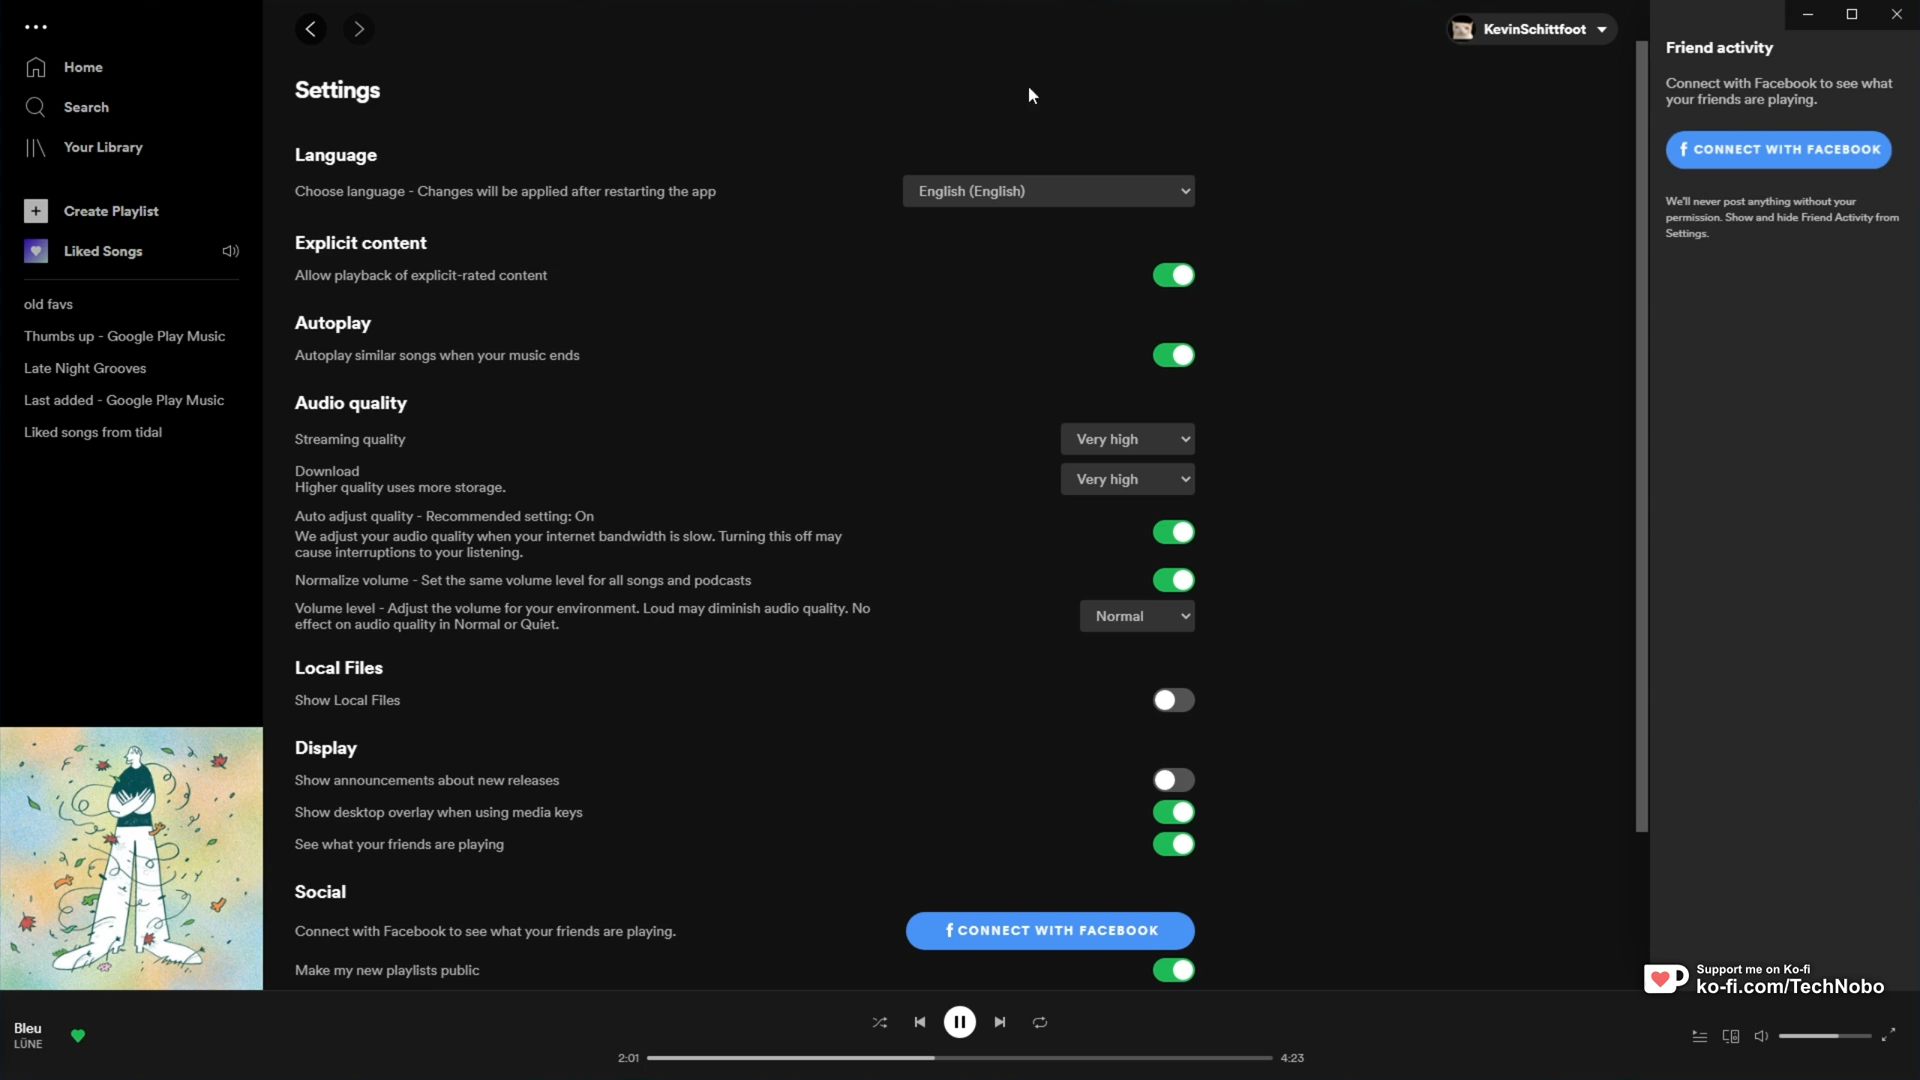 Home
Search
Your Library
Create Playlist
Liked Songs
old favs
Thumbs up - Google Play Music
Late Night Grooves
Last added - Google Play Music
Liked songs from tidal
KevinSchittfoot
Settings
Language
Choose language - Changes will be applied after restarting the app
English (English)
Explicit content
Allow playback of explicit-rated content
Autoplay
Autoplay similar songs when your music ends
Audio quality
Streaming quality
Very high
Download
Higher quality uses more storage.
Very high
Auto adjust quality - Recommended setting: On
We adjust your audio quality when your internet bandwidth is slow. Turning this off may
cause interruptions to your listening.
Normalize volume - Set the same volume level for all songs and podcasts
Volume level - Adjust the volume for your environment. Loud may diminish audio quality. No
effect on audio quality in Normal or Quiet.
Normal
Local Files
Show Local Files
Display
Show announcements about new releases
Show desktop overlay when using media keys
See what your friends are playing
Social
Connect with Facebook to see what your friends are playing.
CONNECT WITH FACEBOOK
Make my new playlists public
Friend activity
Connect with Facebook to see what
your friends are playing.
CONNECT WITH FACEBOOK
We'll never post anything without your
permission. Show and hide Friend Activity from
Settings.
Support me on Ko-fi
ko-fi.com/TechNobo
Bleu
LÜNE
2:01
4:23